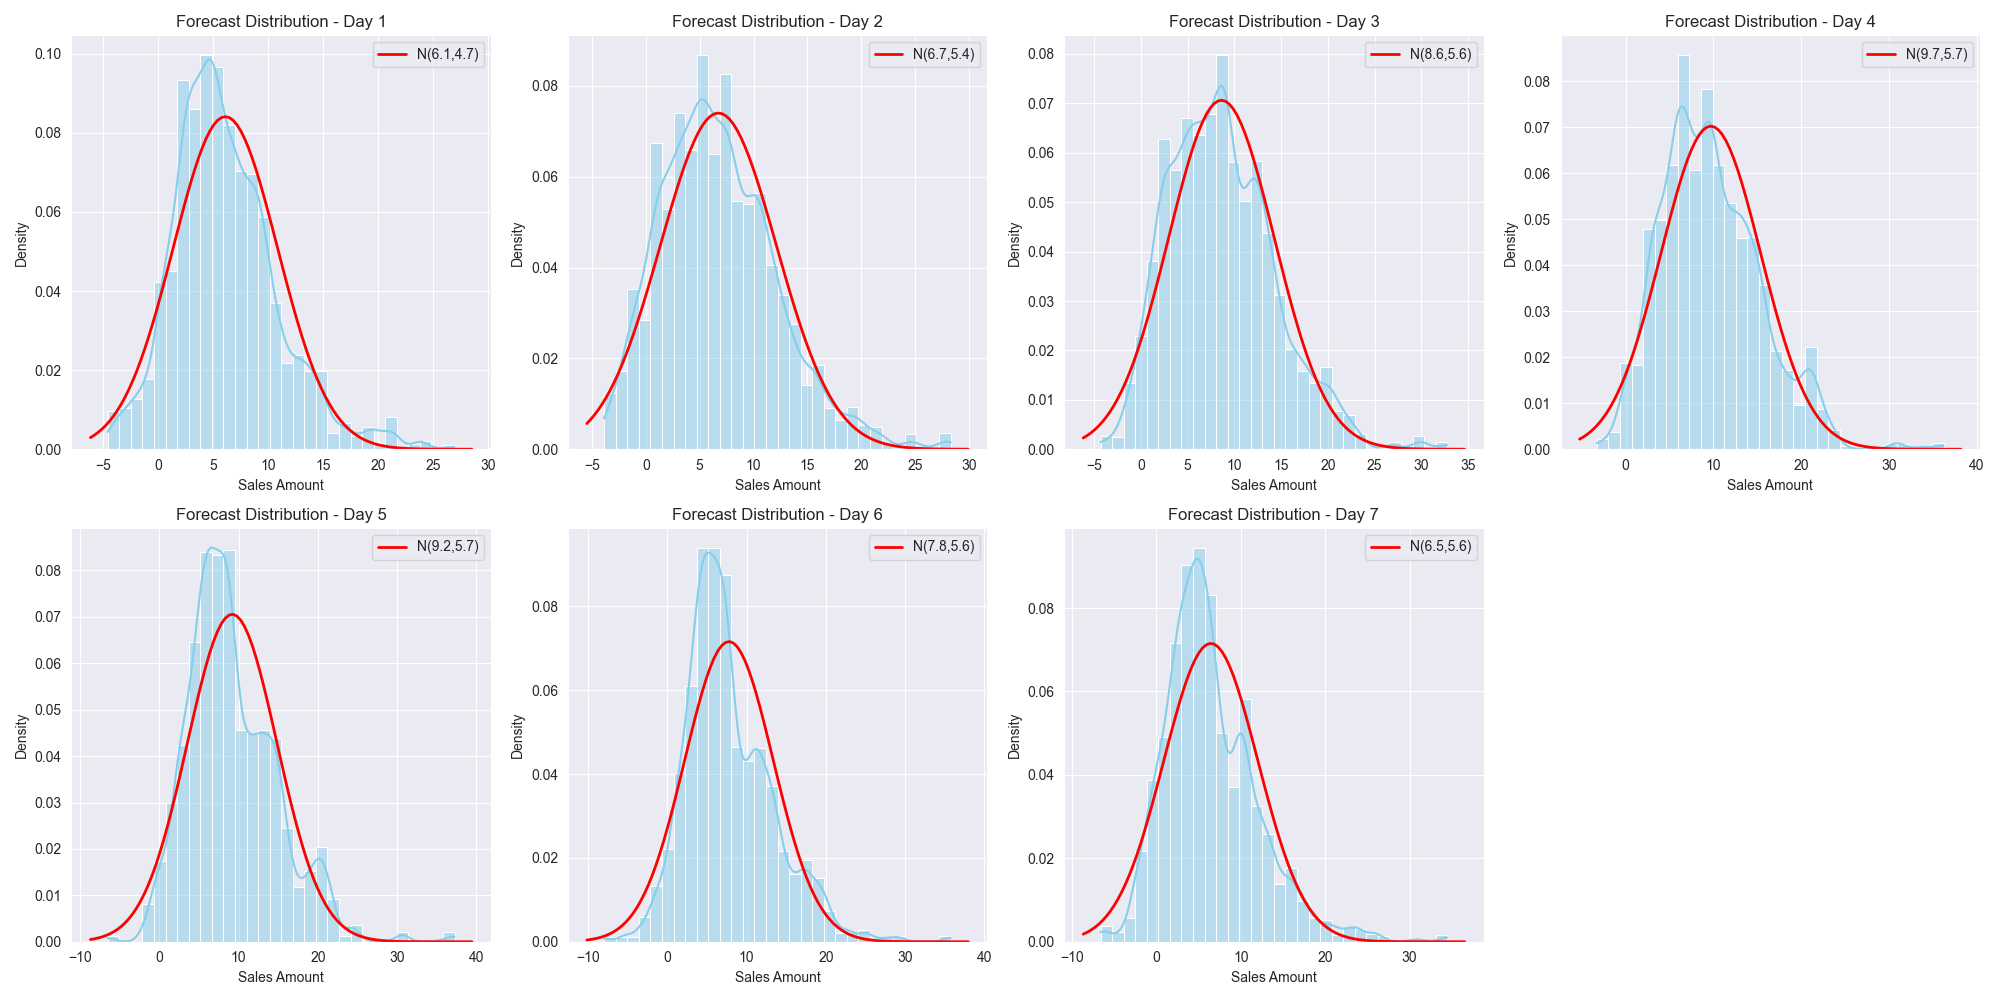 Forecast Distribution - Day 1
N(6.1,4.7)
Density
0.10
0.08
0.06
0.04
0.02
0.00
−5 0 5 10 15 20 25 30
Sales Amount
Forecast Distribution - Day 2
N(6.7,5.4)
Density
0.08
0.06
0.04
0.02
0.00
−5 0 5 10 15 20 25 30
Sales Amount
Forecast Distribution - Day 3
N(8.6,5.6)
Density
0.08
0.07
0.06
0.05
0.04
0.03
0.02
0.01
0.00
−5 0 5 10 15 20 25 30 35
Sales Amount
Forecast Distribution - Day 4
N(9.7,5.7)
Density
0.08
0.07
0.06
0.05
0.04
0.03
0.02
0.01
0.00
0 10 20 30 40
Sales Amount
Forecast Distribution - Day 5
N(9.2,5.7)
Density
0.08
0.07
0.06
0.05
0.04
0.03
0.02
0.01
0.00
−10 0 10 20 30 40
Sales Amount
Forecast Distribution - Day 6
N(7.8,5.6)
Density
0.08
0.06
0.04
0.02
0.00
−10 0 10 20 30 40
Sales Amount
Forecast Distribution - Day 7
N(6.5,5.6)
Density
0.08
0.06
0.04
0.02
0.00
−10 0 10 20 30
Sales Amount